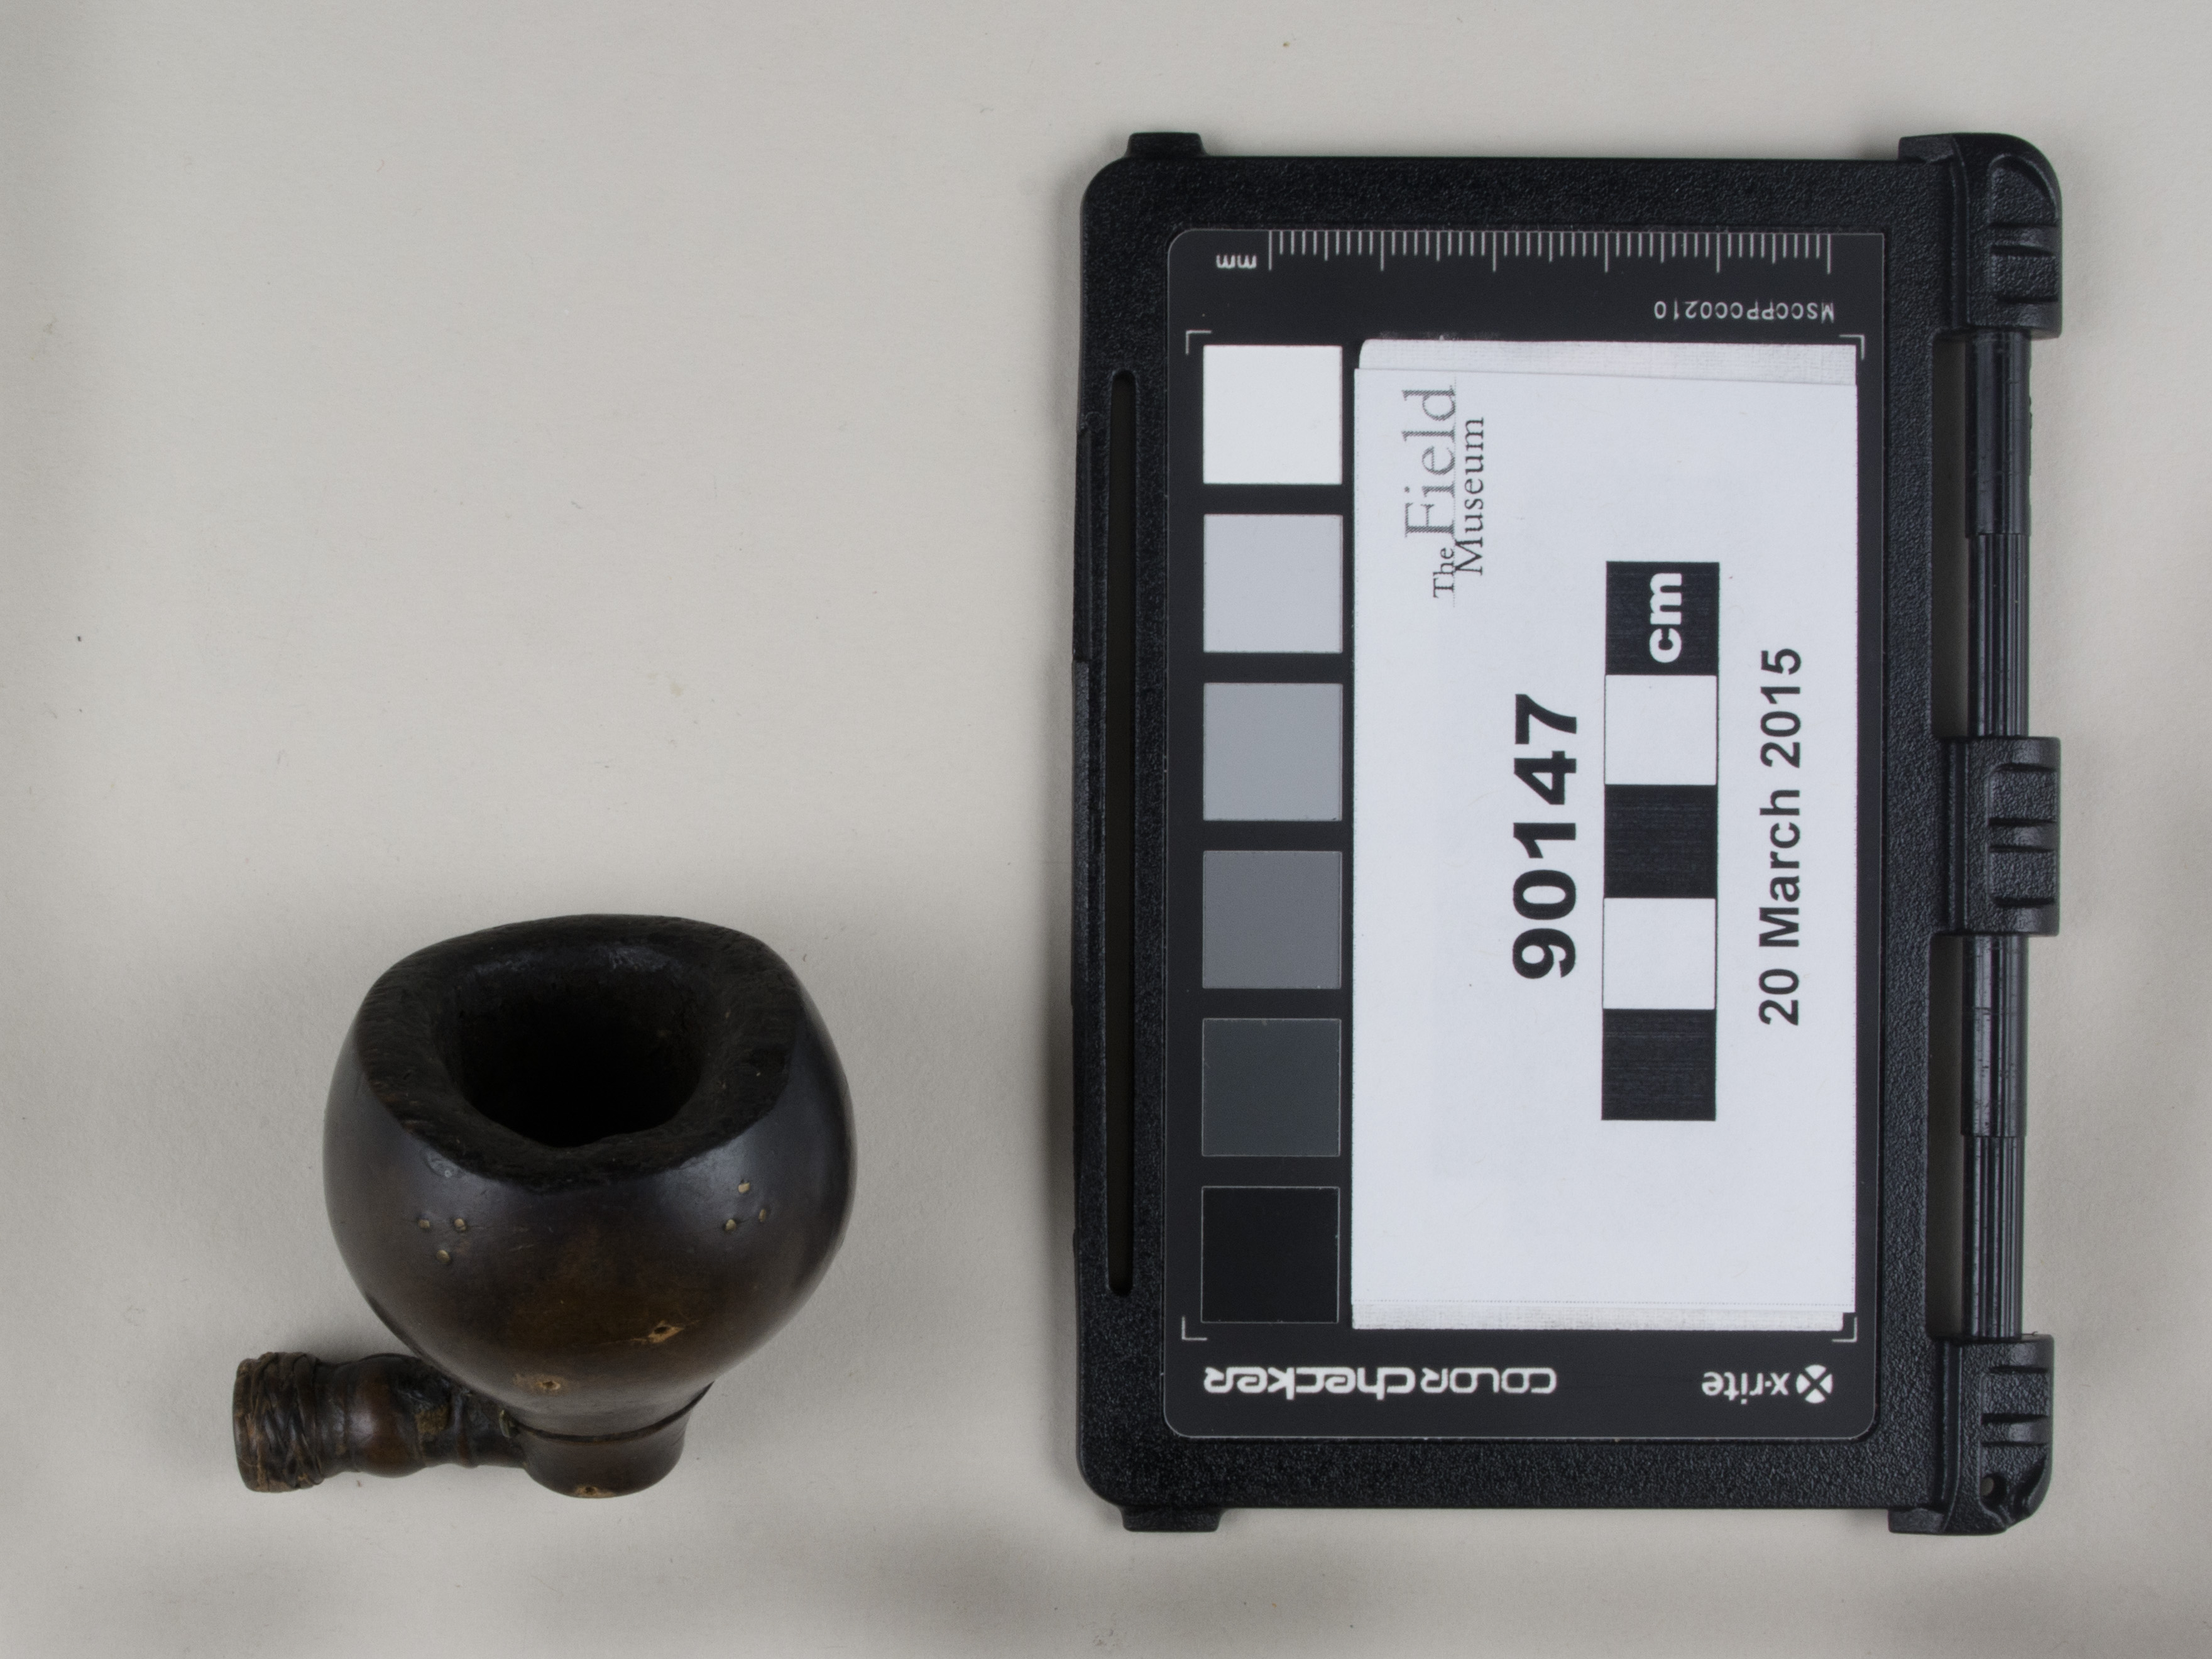 mm
MSCCPPCC0210
The Field
Museum
cm
90147
20 March 2015
colorchecker
x-rite